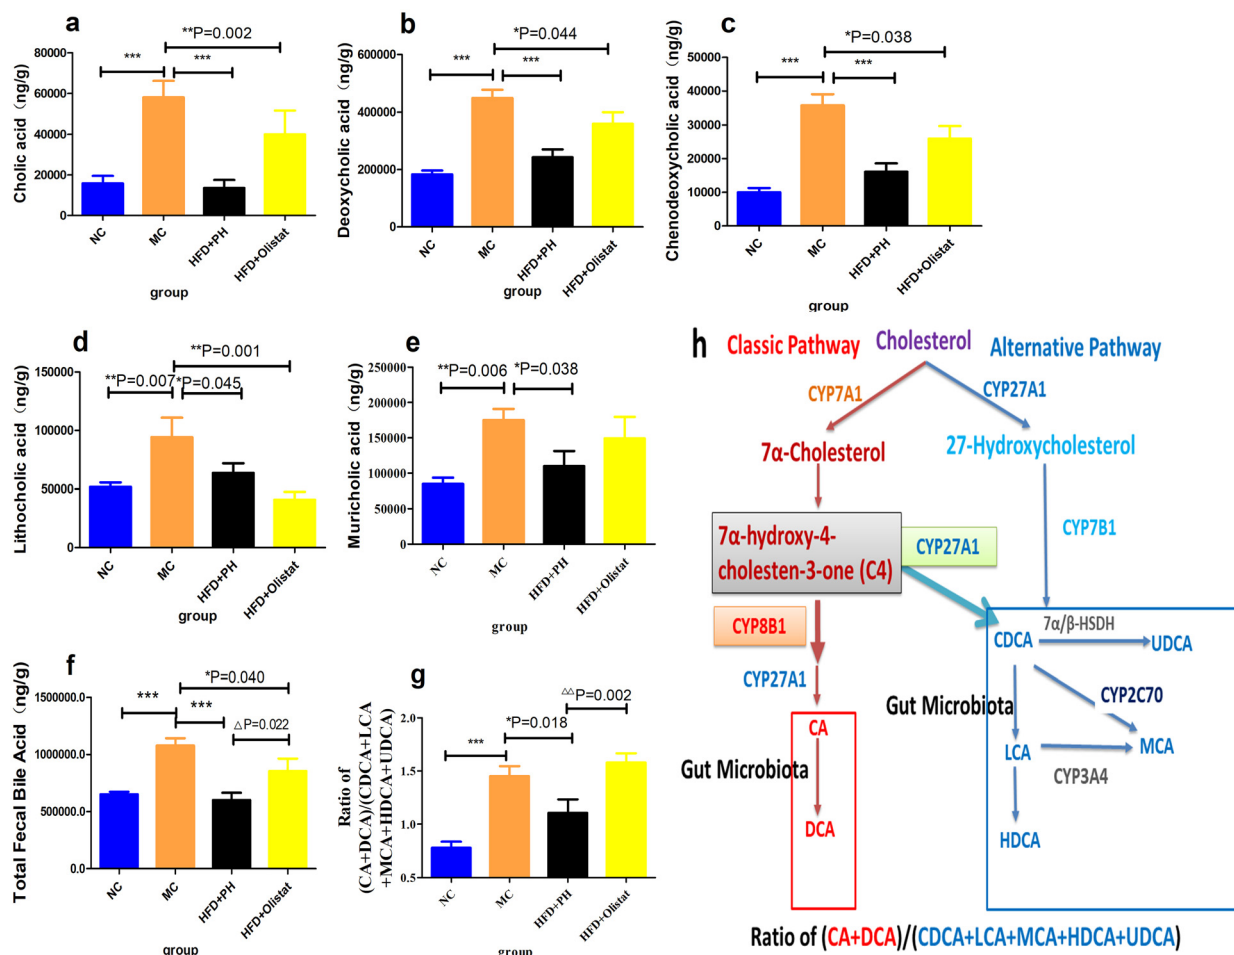 a
Cholic acid (ng/g)
80000
60000
40000
20000
0
***
***
**P=0.002
NC
MC
HFD+PH
HFD+Olistat
group
b
Deoxycholic acid (ng/g)
600000
400000
200000
0
***
***
*P=0.044
NC
MC
HFD+PH
HFD+Olistat
group
c
Chenodeoxycholic acid (ng/g)
50000
40000
30000
20000
10000
0
***
***
*P=0.038
NC
MC
HFD+PH
HFD+Olistat
group
d
Lithocholic acid (ng/g)
150000
100000
50000
0
**P=0.001
**P=0.007
*P=0.045
NC
MC
HFD+PH
HFD+Olistat
group
e
Muricholic acid (ng/g)
250000
200000
150000
100000
50000
0
**P=0.006
*P=0.038
NC
MC
HFD+PH
HFD+Olistat
group
f
Total Fecal Bile Acid (ng/g)
1500000.0
1000000.0
500000.0
0.0
*P=0.040
***
***
△P=0.022
NC
MC
HFD+PH
HFD+Olistat
group
g
Ratio of
(CA+DCA)/(CDCA+LCA
+MCA+HDCA+UDCA)
2.0
1.5
1.0
0.5
△△P=0.002
*P=0.018
***
NC
MC
HFD+PH
HFD+Olistat
group
h
Classic Pathway
Cholesterol
Alternative Pathway
CYP7A1
CYP27A1
7α-Cholesterol
27-Hydroxycholesterol
7α-hydroxy-4-
cholesten-3-one (C4)
CYP27A1
CYP7B1
CYP8B1
CYP27A1
7α/β-HSDH
CDCA
UDCA
Gut Microbiota
CYP2C70
CA
LCA
MCA
Gut Microbiota
CYP3A4
DCA
HDCA
Ratio of (CA+DCA)/(CDCA+LCA+MCA+HDCA+UDCA)